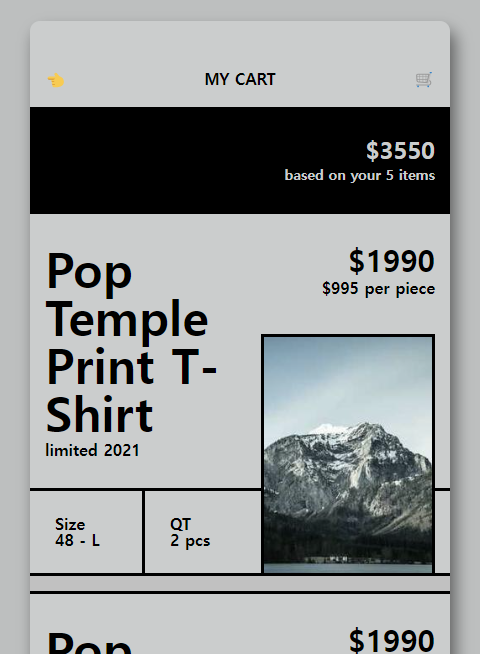 MY CART
$3550
based on your 5 items
Pop
Temple
Print T-
Shirt
limited 2021
$1990
$995 per piece
Size
48 - L
QT
2 pcs
Pop
$1990